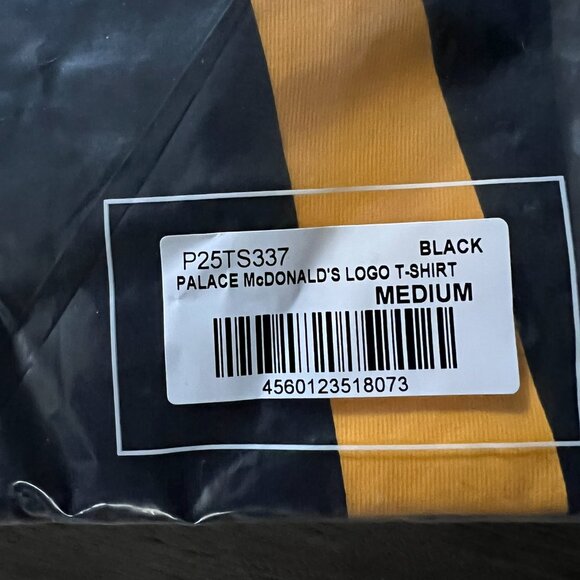 P25TS337 BLACK
PALACE McDONALD'S LOGO T-SHIRT
MEDIUM
4560123518073